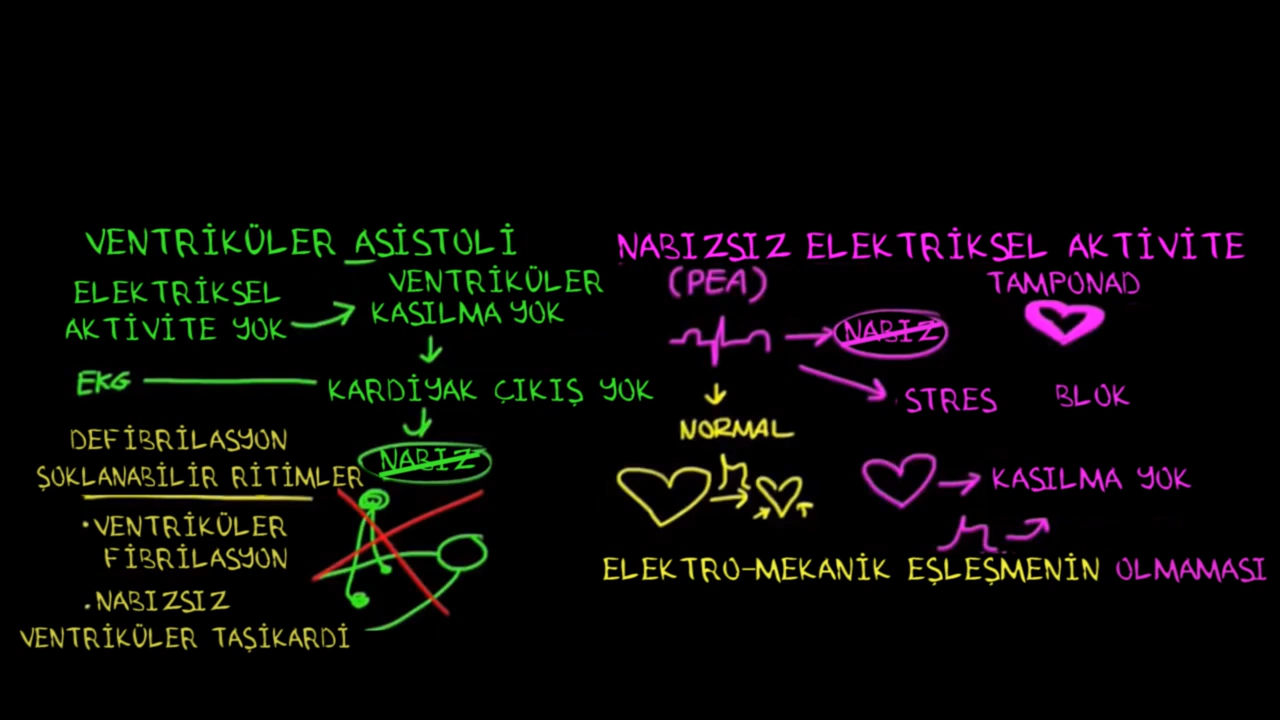 VENTRİKÜLER ASİSTOLİ
ELEKTRİKSEL
AKTİVİTE YOK
VENTRİKÜLER
KASILMA YOK
EKG
KARDİYAK ÇIKIŞ YOK
NABIZ
DEFİBRİLASYON
ŞOKLANABİLİR RİTİMLER
•VENTRİKÜLER
FİBRİLASYON
•NABIZSIZ
VENTRİKÜLER TAŞİKARDİ
NABIZSIZ ELEKTRİKSEL AKTİVİTE
(PEA)
TAMPONAD
NABIZ
STRES
BLOK
NORMAL
KASILMA YOK
ELEKTRO-MEKANİK EŞLEŞMENİN OLMAMASI